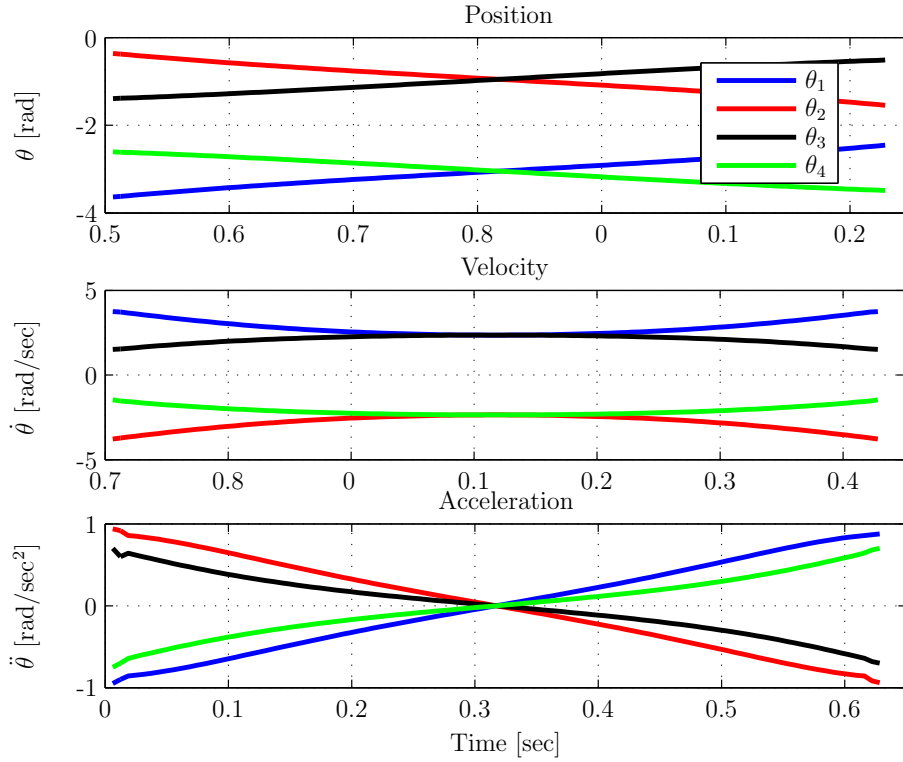 Position
θ [rad]
0
-2
-4
θ₁
θ₂
θ₃
θ₄
0.5 0.6 0.7 0.8 0 0.1 0.2
Velocity
θ̇ [rad/sec]
5
0
-5
0.7 0.8 0 0.1 0.2 0.3 0.4
Acceleration
θ̈ [rad/sec²]
1
0
-1
0 0.1 0.2 0.3 0.4 0.5 0.6
Time [sec]